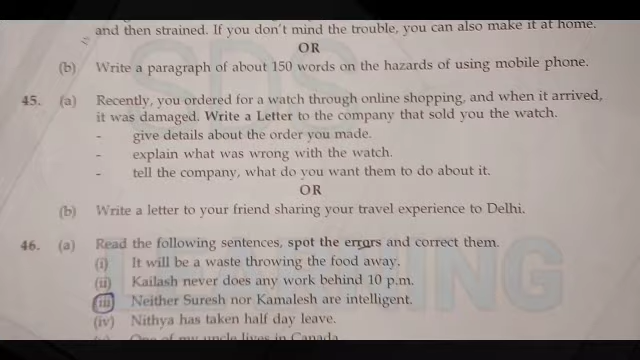 and then strained. If you don't mind the trouble, you can also make it at home.
OR
(b) Write a paragraph of about 150 words on the hazards of using mobile phone.
45. (a) Recently, you ordered for a watch through online shopping, and when it arrived,
it was damaged. Write a Letter to the company that sold you the watch.
- give details about the order you made.
- explain what was wrong with the watch.
- tell the company, what do you want them to do about it.
OR
(b) Write a letter to your friend sharing your travel experience to Delhi.
46. (a) Read the following sentences, spot the errors and correct them.
(i) It will be a waste throwing the food away.
(ii) Kailash never does any work behind 10 p.m.
(iii) Neither Suresh nor Kamalesh are intelligent.
(iv) Nithya has taken half day leave.
One of my uncle lives in Canada